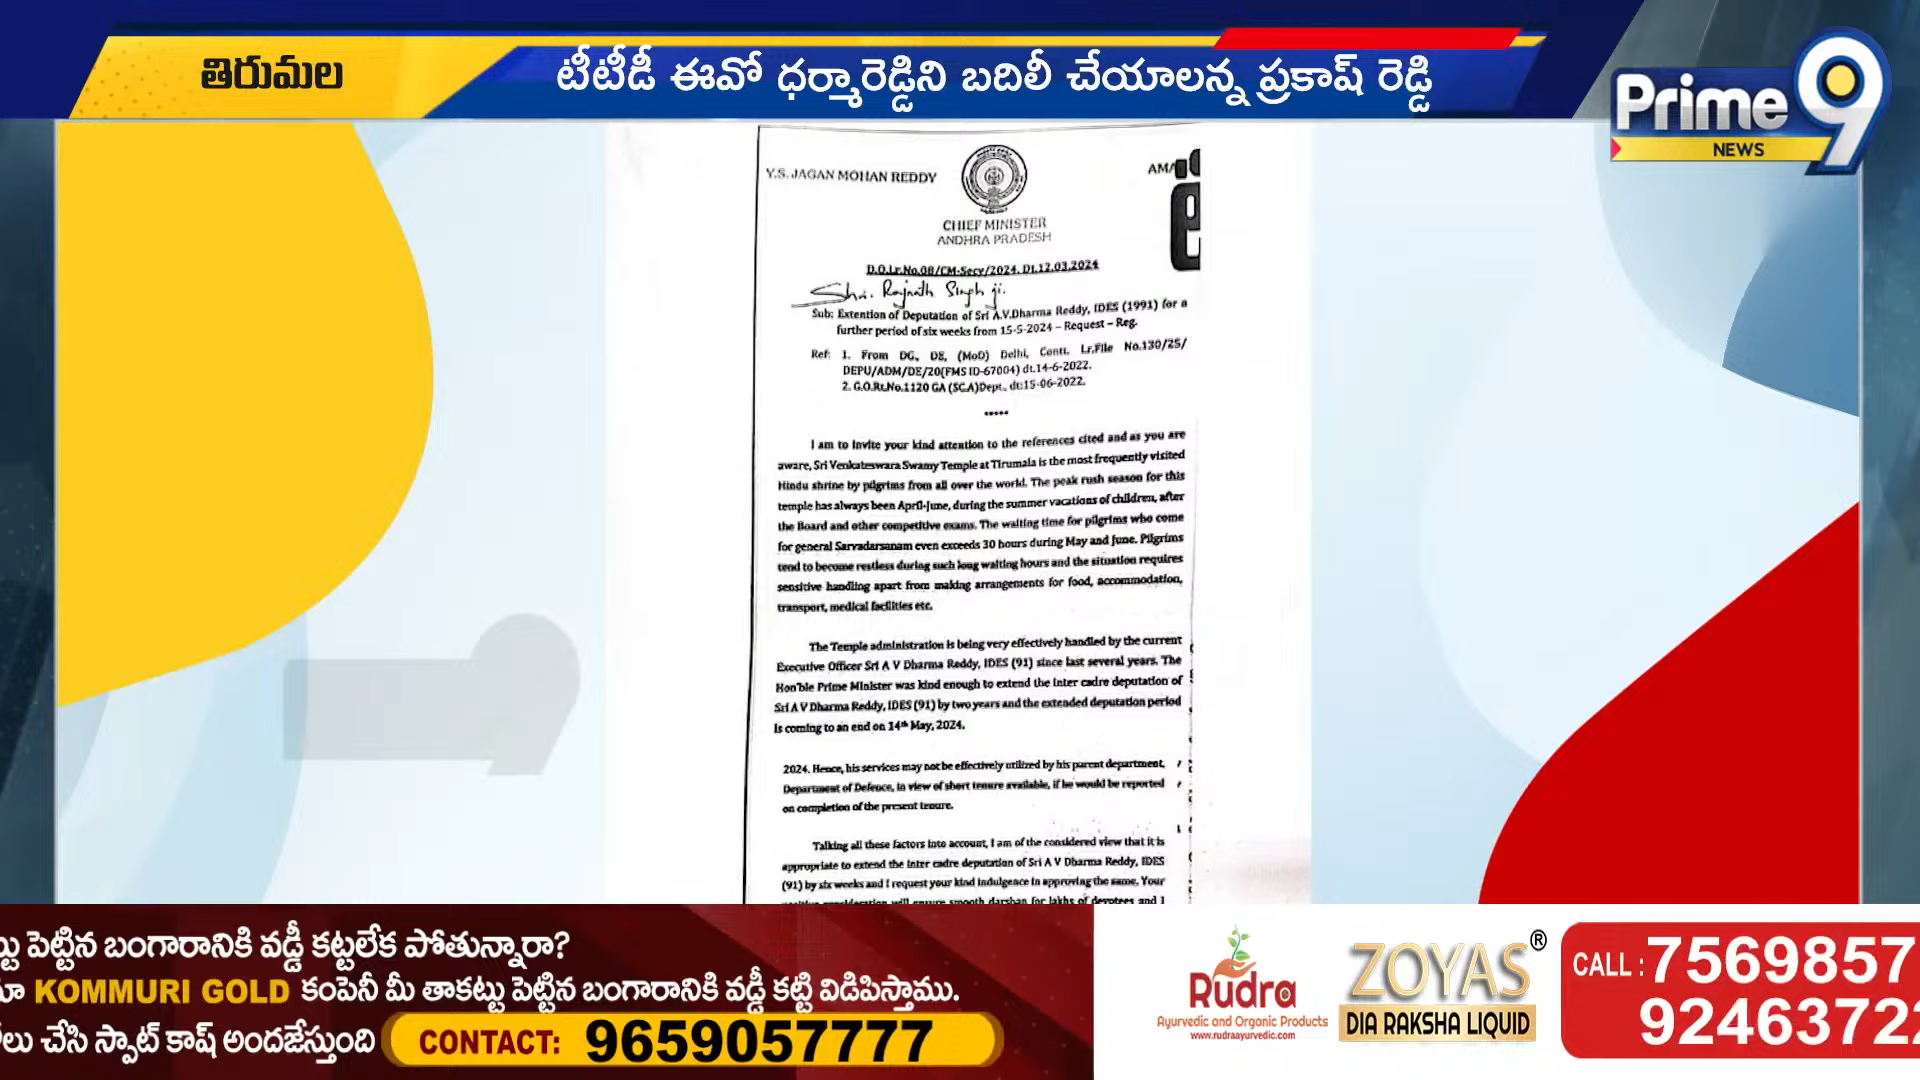 తిరుమల
టీటీడీ ఈవో ధర్మారెడ్డిని బదిలీ చేయాలన్న ప్రకాష్ రెడ్డి
Prime 9
NEWS
Y.S. JAGAN MOHAN REDDY
AMA
CHIEF MINISTER
ANDHRA PRADESH
D.O.Lr.No.08/CM-Secy/2024, Dt.12.03.2024
Shri. Rajnath Singh ji.
Sub: Extention of Deputation of Sri A.V.Dharma Reddy, IDES (1991) for a
further period of six weeks from 15-5-2024 – Request – Reg.
Ref: 1. From DG, DE, (MoD) Delhi, Contt. Lr.File No.130/25/
DEPU/ADM/DE/20(FMS ID-67004) dt.14-6-2022.
2. G.O.Rt.No.1120 GA (SC.A)Dept., dt:15-06-2022.
*****
I am to invite your kind attention to the references cited and as you are
aware, Sri Venkateswara Swamy Temple at Tirumala is the most frequently visited
Hindu shrine by pilgrims from all over the world. The peak rush season for this
temple has always been April-June, during the summer vacations of children, after
the Board and other competitive exams. The waiting time for pilgrims who come
for general Sarvadarsanam even exceeds 30 hours during May and June. Pilgrims
tend to become restless during such long waiting hours and the situation requires
sensitive handling apart from making arrangements for food, accommodation,
transport, medical facilities etc.
The Temple administration is being very effectively handled by the current
Executive Officer Sri A V Dharma Reddy, IDES (91) since last several years. The
Hon'ble Prime Minister was kind enough to extend the inter cadre deputation of
Sri A V Dharma Reddy, IDES (91) by two years and the extended deputation period
is coming to an end on 14th May, 2024.
2024. Hence, his services may not be effectively utilized by his parent department,
Department of Defence, in view of short tenure available, if he would be reported
on completion of the present tenure.
Talking all these factors into account, I am of the considered view that it is
appropriate to extend the inter cadre deputation of Sri A V Dharma Reddy, IDES
(91) by six weeks and I request your kind indulgence in approving the same. Your
positive consideration will ensure smooth darshan for lakhs of devotees and I
ట్టు పెట్టిన బంగారానికి వడ్డీ కట్టలేక పోతున్నారా?
మా KOMMURI GOLD కంపెనీ మీ తాకట్టు పెట్టిన బంగారానికి వడ్డీ కట్టి విడిపిస్తాము.
లు చేసి స్పాట్ కాష్ అందజేస్తుంది CONTACT: 9659057777
Rudra
Ayurvedic and Organic Products
www.rudraayurvedic.com
ZOYAS®
DIA RAKSHA LIQUID
CALL : 7569857
92463722